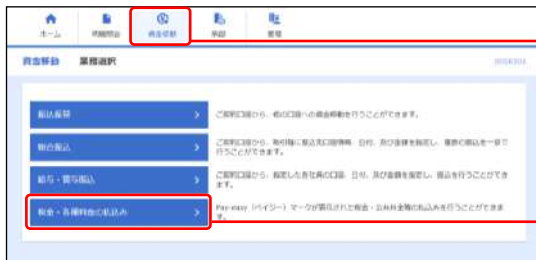 ホーム 明細照会 資金移動 承認 管理
資金移動 業務選択
振込振替
ご契約口座から、他の口座への資金移動を行うことができます。
総合振込
ご契約口座から、取引毎に振込先口座情報、日付、及び金額を指定し、複数の振込を一括で
行うことができます。
給与・賞与振込
ご契約口座から、指定した各社員の口座、日付、及び金額を指定し、振込を行うことができ
ます。
税金・各種料金の払込み
Pay-easy（ペイジー）マークが表示された税金・公共料金等の払込みを行うことができま
す。